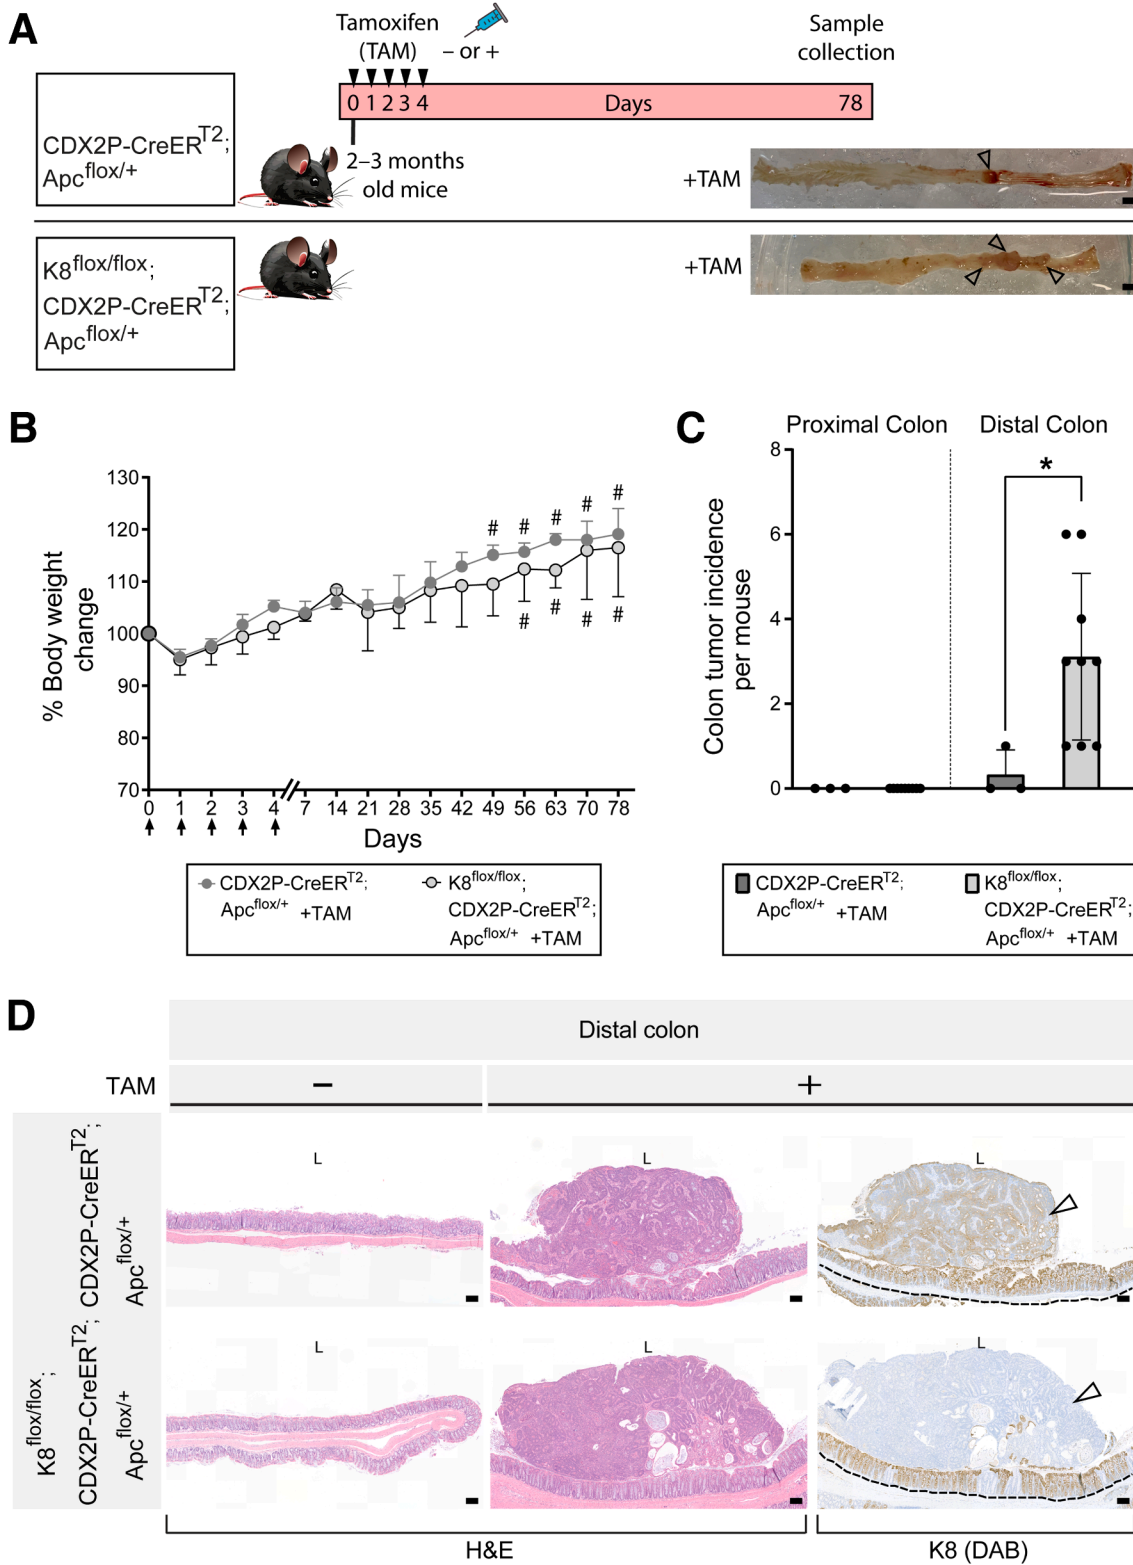 A
Tamoxifen
(TAM)
– or +
Sample
collection
0 1 2 3 4 Days 78
2–3 months
old mice
CDX2P-CreER^T2;
Apc^flox/+
+TAM
K8^flox/flox;
CDX2P-CreER^T2;
Apc^flox/+
+TAM
B
% Body weight
change
130
120
110
100
90
80
70
# # # # #
# # # #
0 1 2 3 4 7 14 21 28 35 42 49 56 63 70 78
Days
CDX2P-CreER^T2;
Apc^flox/+ +TAM
K8^flox/flox;
CDX2P-CreER^T2;
Apc^flox/+ +TAM
C
Proximal Colon Distal Colon
Colon tumor incidence
per mouse
8
6
4
2
0
*
CDX2P-CreER^T2;
Apc^flox/+ +TAM
K8^flox/flox;
CDX2P-CreER^T2;
Apc^flox/+ +TAM
D
Distal colon
TAM – +
CDX2P-CreER^T2;
Apc^flox/+
L L L
K8^flox/flox;
CDX2P-CreER^T2;
Apc^flox/+
L L L
H&E K8 (DAB)